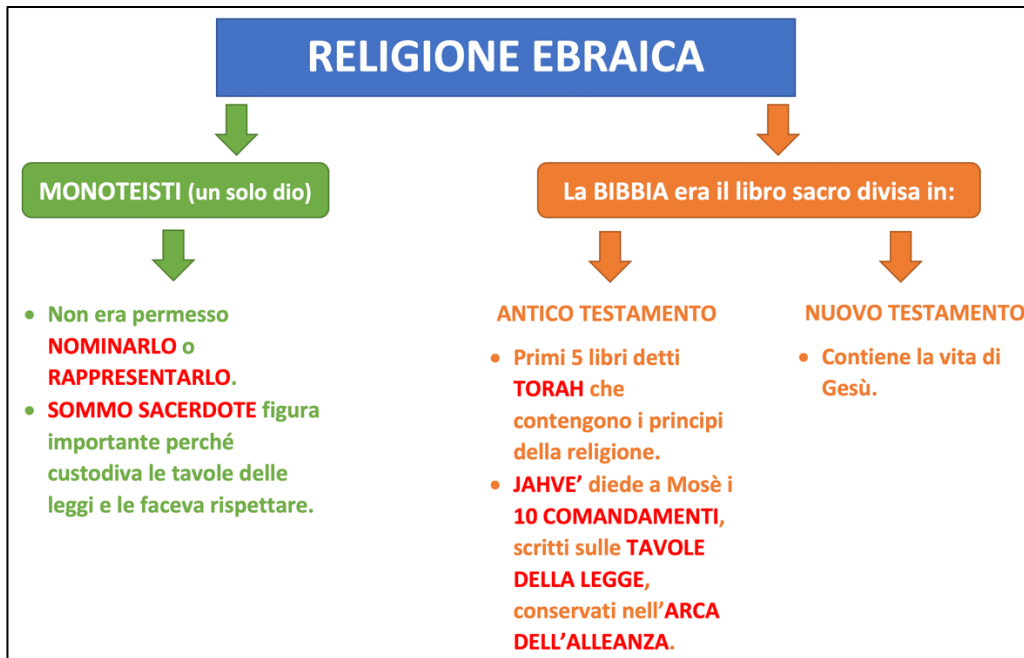 RELIGIONE EBRAICA
MONOTEISTI (un solo dio)
• Non era permesso
NOMINARLO o
RAPPRESENTARLO.
• SOMMO SACERDOTE figura
importante perché
custodiva le tavole delle
leggi e le faceva rispettare.
La BIBBIA era il libro sacro divisa in:
ANTICO TESTAMENTO
• Primi 5 libri detti
TORAH che
contengono i principi
della religione.
• JAHVE’ diede a Mosè i
10 COMANDAMENTI,
scritti sulle TAVOLE
DELLA LEGGE,
conservati nell’ARCA
DELL’ALLEANZA.
NUOVO TESTAMENTO
• Contiene la vita di
Gesù.